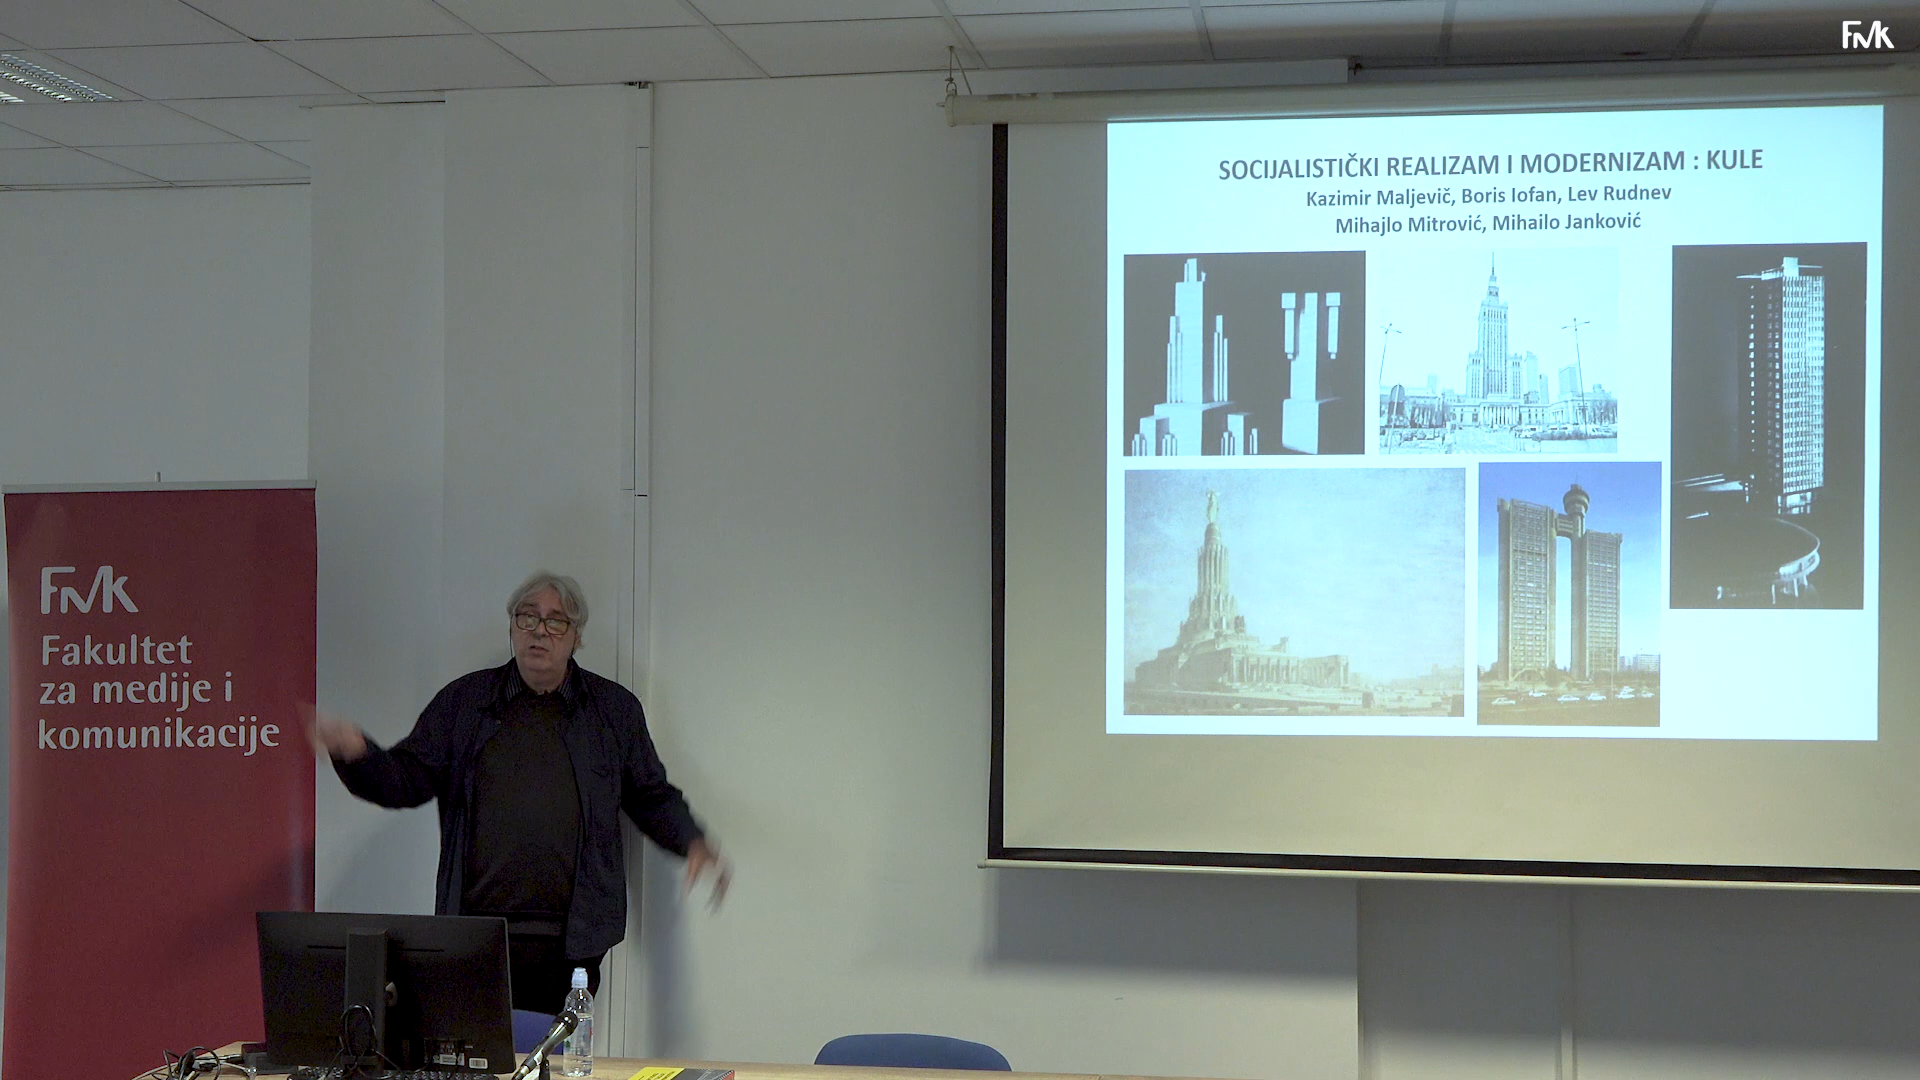 FMK
SOCIJALISTIČKI REALIZAM I MODERNIZAM : KULE
Kazimir Maljevič, Boris Iofan, Lev Rudnev
Mihajlo Mitrović, Mihailo Janković
FMK
Fakultet
za medije i
komunikacije